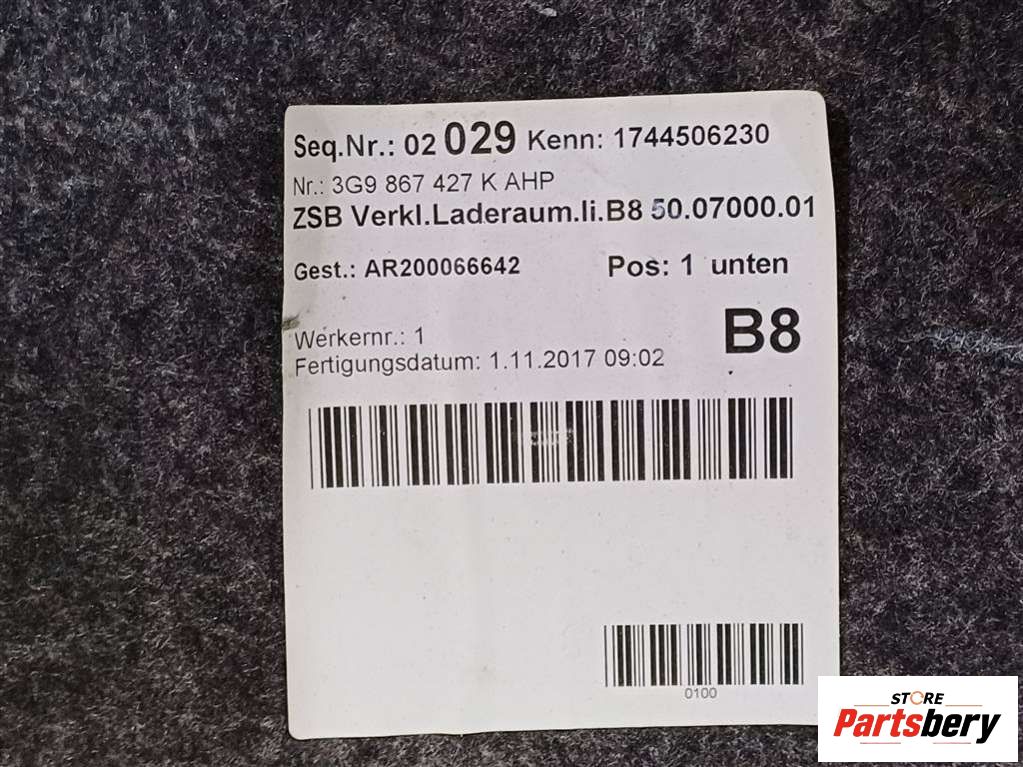 Seq.Nr.: 02 029 Kenn: 1744506230
Nr.: 3G9 867 427 K AHP
ZSB Verkl.Laderaum.li.B8 50.07000.01
Gest.: AR200066642 Pos: 1 unten
B8
Werkernr.: 1
Fertigungsdatum: 1.11.2017 09:02
0100
STORE
Partsbery